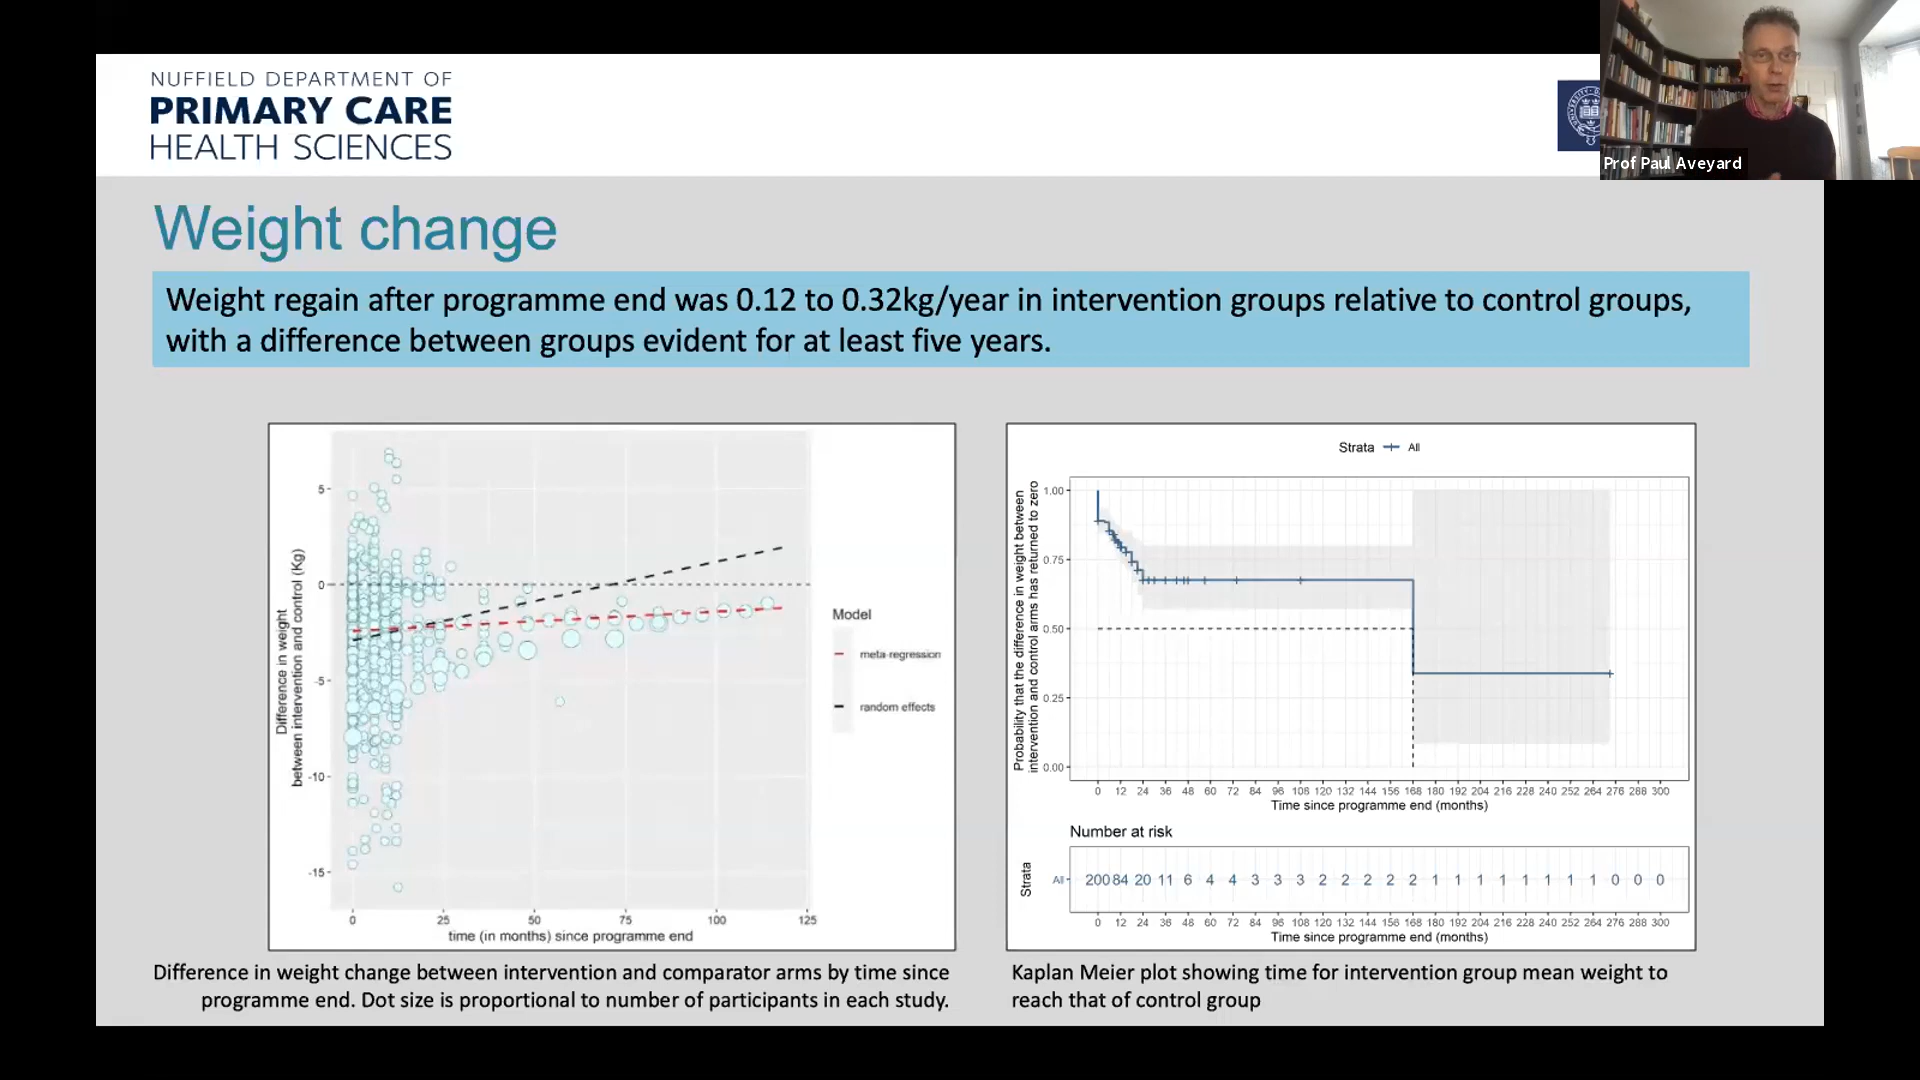 NUFFIELD DEPARTMENT OF
PRIMARY CARE
HEALTH SCIENCES
Prof Paul Aveyard
Weight change
Weight regain after programme end was 0.12 to 0.32kg/year in intervention groups relative to control groups,
with a difference between groups evident for at least five years.
Difference in weight
between intervention and control (Kg)
5
0
-5
-10
-15
0 25 50 75 100 125
time (in months) since programme end
Model
meta-regression
random effects
Difference in weight change between intervention and comparator arms by time since
programme end. Dot size is proportional to number of participants in each study.
Strata All
Probability that the difference in weight between
intervention and control arms has returned to zero
1.00
0.75
0.50
0.25
0.00
0 12 24 36 48 60 72 84 96 108 120 132 144 156 168 180 192 204 216 228 240 252 264 276 288 300
Time since programme end (months)
Number at risk
Strata
All 200 84 20 11 6 4 4 3 3 3 2 2 2 2 2 1 1 1 1 1 1 1 1 0 0 0
0 12 24 36 48 60 72 84 96 108 120 132 144 156 168 180 192 204 216 228 240 252 264 276 288 300
Time since programme end (months)
Kaplan Meier plot showing time for intervention group mean weight to
reach that of control group